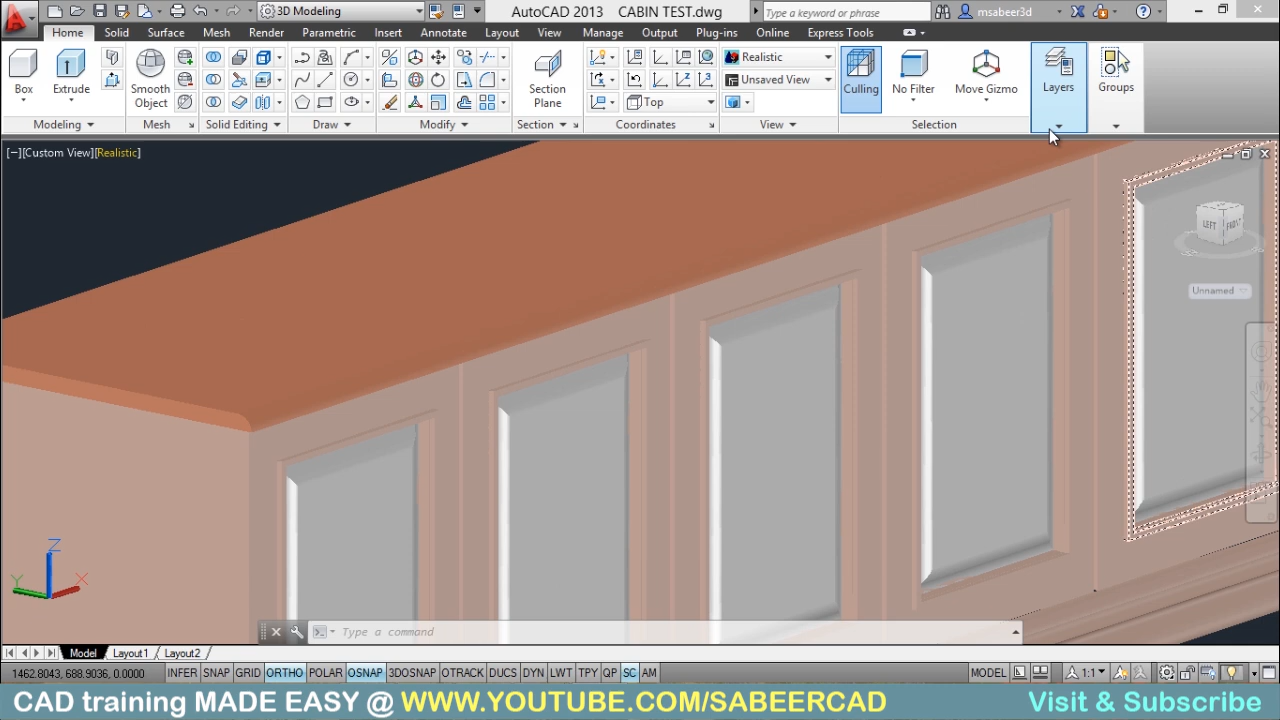 3D Modeling
AutoCAD 2013 CABIN TEST.dwg
Type a keyword or phrase
msabeer3d
Home Solid Surface Mesh Render Parametric Insert Annotate Layout View Manage Output Plug-ins Online Express Tools
Realistic
Unsaved View
Top
Box
Extrude
Smooth
Object
Section
Plane
Culling
No Filter
Move Gizmo
Layers
Groups
Modeling
Mesh
Solid Editing
Draw
Modify
Section
Coordinates
View
Selection
[−][Custom View][Realistic]
LEFT
FRONT
Unnamed
Z
Y
X
Type a command
Model Layout1 Layout2
1462.8043, 688.9036, 0.0000 INFER SNAP GRID ORTHO POLAR OSNAP 3DOSNAP OTRACK DUCS DYN LWT TPY QP SC AM MODEL 1:1
CAD training MADE EASY @ WWW.YOUTUBE.COM/SABEERCAD Visit & Subscribe